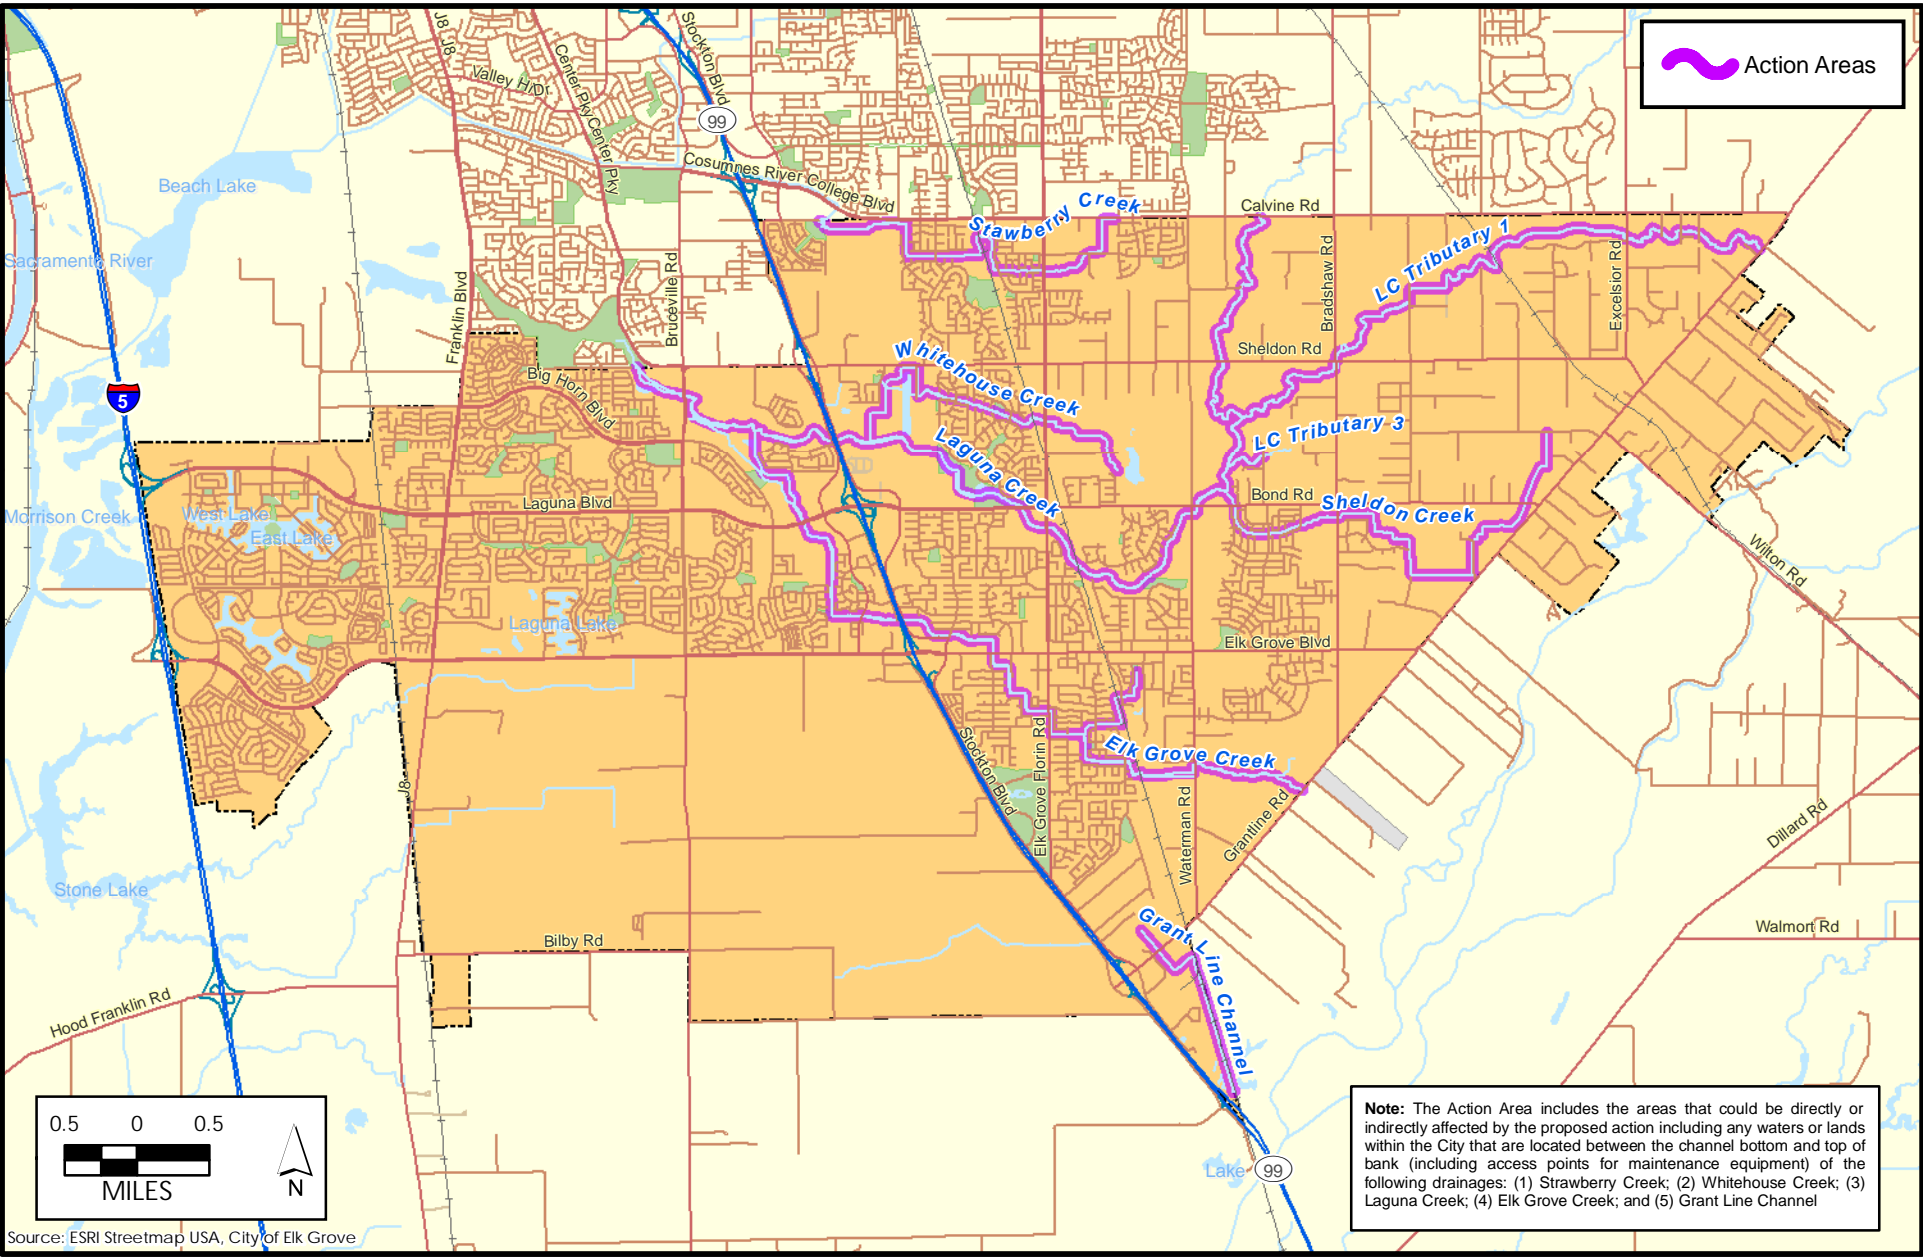 Action Areas
J8
J8
Valley Hi Dr
Center Pky
Center Pky
Stockton Blvd
99
Cosumnes River College Blvd
Beach Lake
Sacramento River
Franklin Blvd
Bruceville Rd
Stawberry Creek
Calvine Rd
Bradshaw Rd
LC Tributary 1
Excelsior Rd
Sheldon Rd
Whitehouse Creek
Big Horn Blvd
5
LC Tributary 3
Laguna Creek
Bond Rd
Sheldon Creek
Laguna Blvd
Morrison Creek
West Lake
East Lake
Wilton Rd
Laguna Lake
Elk Grove Blvd
Stockton Blvd
Elk Grove Florin Rd
Elk Grove Creek
Waterman Rd
Grantline Rd
J8
Dillard Rd
Stone Lake
Walmort Rd
Bilby Rd
Grant Line Channel
Hood Franklin Rd
Lake
99
0.5 0 0.5
MILES
N
Note: The Action Area includes the areas that could be directly or
indirectly affected by the proposed action including any waters or lands
within the City that are located between the channel bottom and top of
bank (including access points for maintenance equipment) of the
following drainages: (1) Strawberry Creek; (2) Whitehouse Creek; (3)
Laguna Creek; (4) Elk Grove Creek; and (5) Grant Line Channel
Source: ESRI Streetmap USA, City of Elk Grove